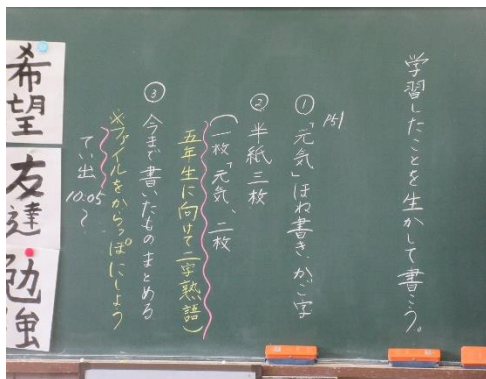 学習したことを生かして書こう。
P51
①「元気」ほね書き、かご字
②半紙三枚
(一枚「元気、二枚
五年生に向けて二字熟語)
③今まで書いたものまとめる
※ファイルをからっぽにしよう
てい出 10:05〜
希望
友達
勉強